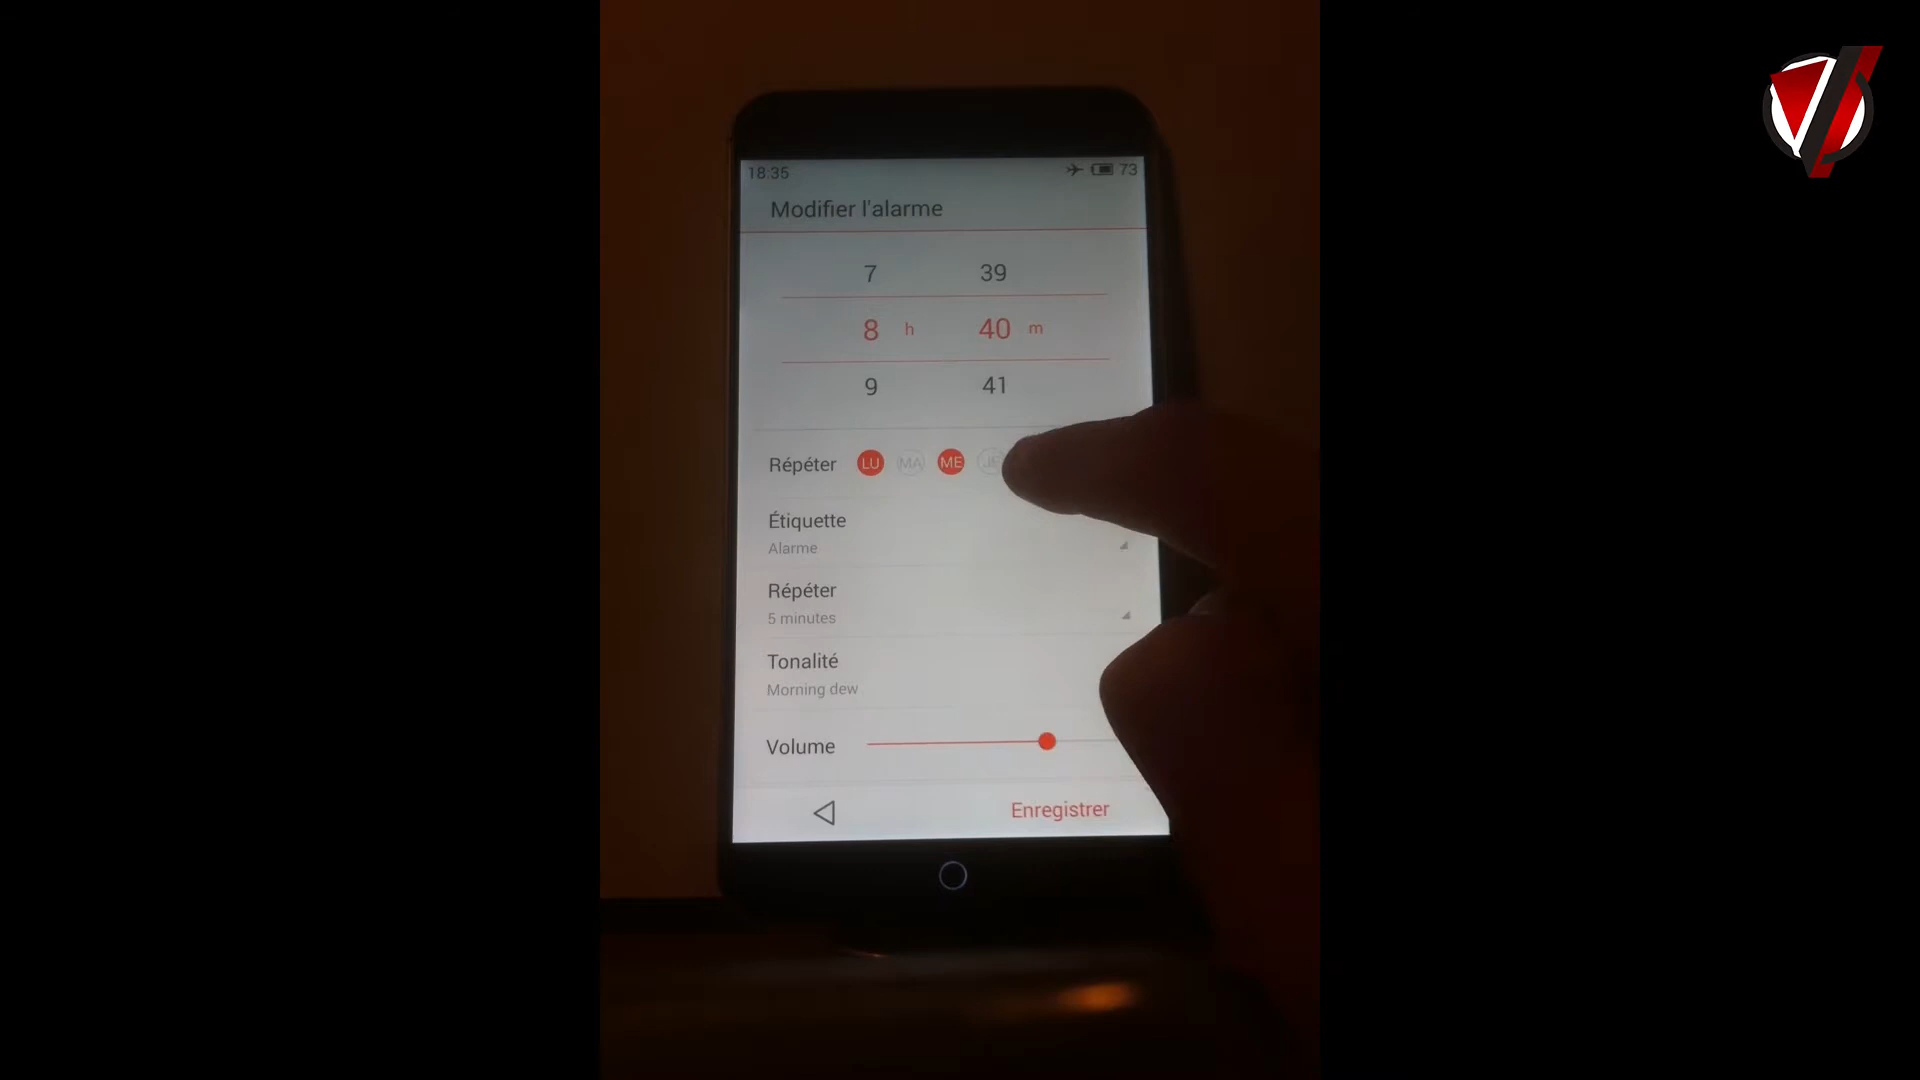 18:35 73
Modifier l'alarme
7 39
8 h 40 m
9 41
Répéter LU MA ME JE
Étiquette
Alarme
Répéter
5 minutes
Tonalité
Morning dew
Volume
Enregistrer